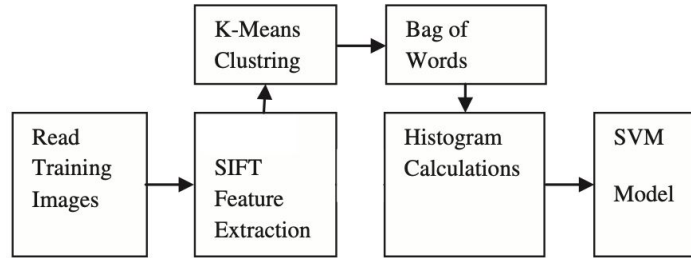 Read
Training
Images
SIFT
Feature
Extraction
K-Means
Clustring
Bag of
Words
Histogram
Calculations
SVM
Model